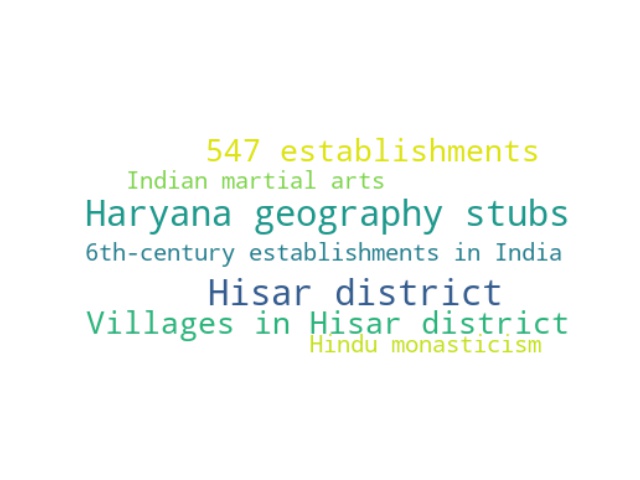 547 establishments
Indian martial arts
Haryana geography stubs
6th-century establishments in India
Hisar district
Villages in Hisar district
Hindu monasticism